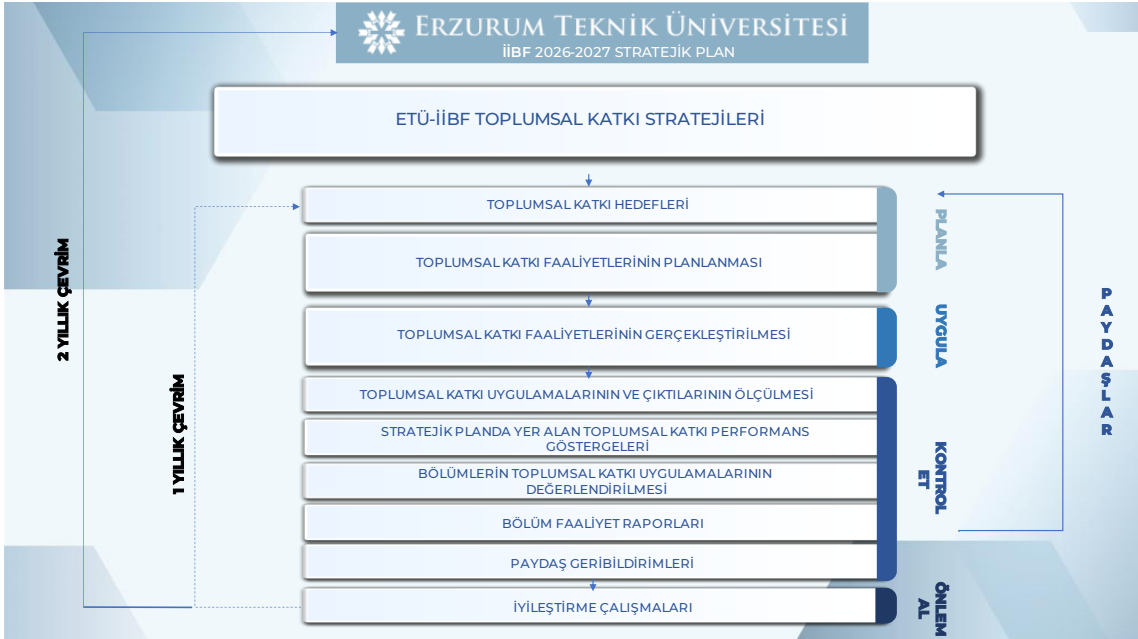 ERZURUM TEKNİK ÜNİVERSİTESİ
İİBF 2026-2027 STRATEJİK PLAN
ETÜ-İİBF TOPLUMSAL KATKI STRATEJİLERİ
TOPLUMSAL KATKI HEDEFLERİ
TOPLUMSAL KATKI FAALİYETLERİNİN PLANLANMASI
TOPLUMSAL KATKI FAALİYETLERİNİN GERÇEKLEŞTİRİLMESİ
TOPLUMSAL KATKI UYGULAMALARININ VE ÇIKTILARININ ÖLÇÜLMESİ
STRATEJİK PLANDA YER ALAN TOPLUMSAL KATKI PERFORMANS
GÖSTERGELERİ
BÖLÜMLERİN TOPLUMSAL KATKI UYGULAMALARININ
DEĞERLENDİRİLMESİ
BÖLÜM FAALİYET RAPORLARI
PAYDAŞ GERİBİLDİRİMLERİ
İYİLEŞTİRME ÇALIŞMALARI
2 YILLIK ÇEVRİM
1 YILLIK ÇEVRİM
PLANLA
UYGULA
KONTROL
ET
ÖNLEM
AL
PAYDAŞLAR